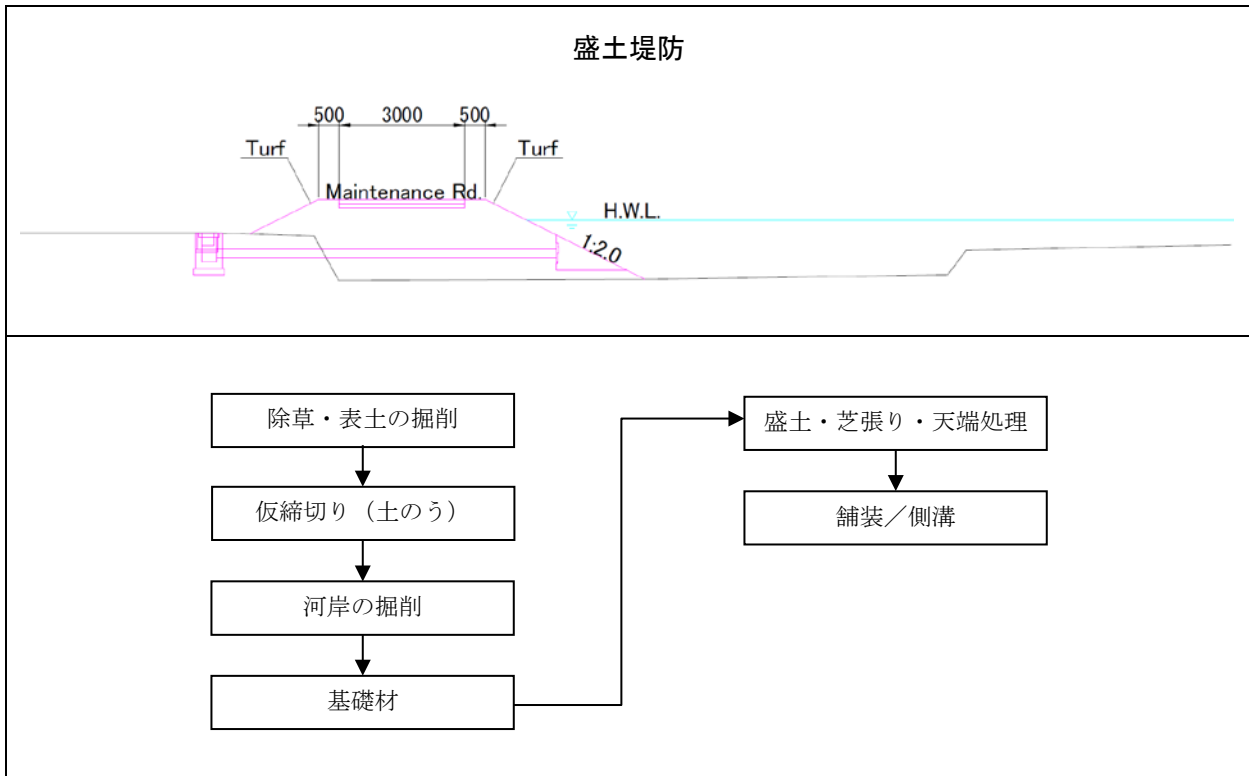 盛土堤防
500 3000 500
Turf Turf
Maintenance Rd.
H.W.L.
1:2.0
除草・表土の掘削
仮締切り（土のう）
河岸の掘削
基礎材
盛土・芝張り・天端処理
舗装／側溝